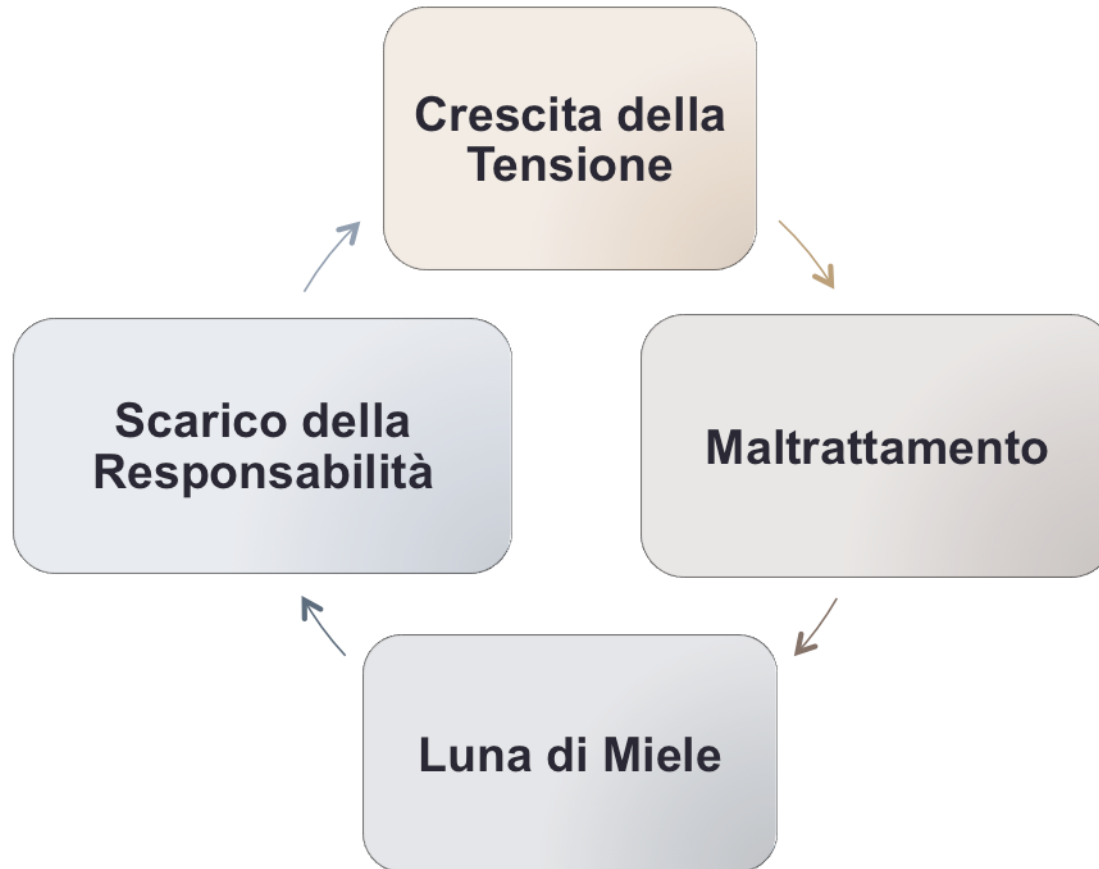 Crescita della
Tensione
Scarico della
Responsabilità
Maltrattamento
Luna di Miele